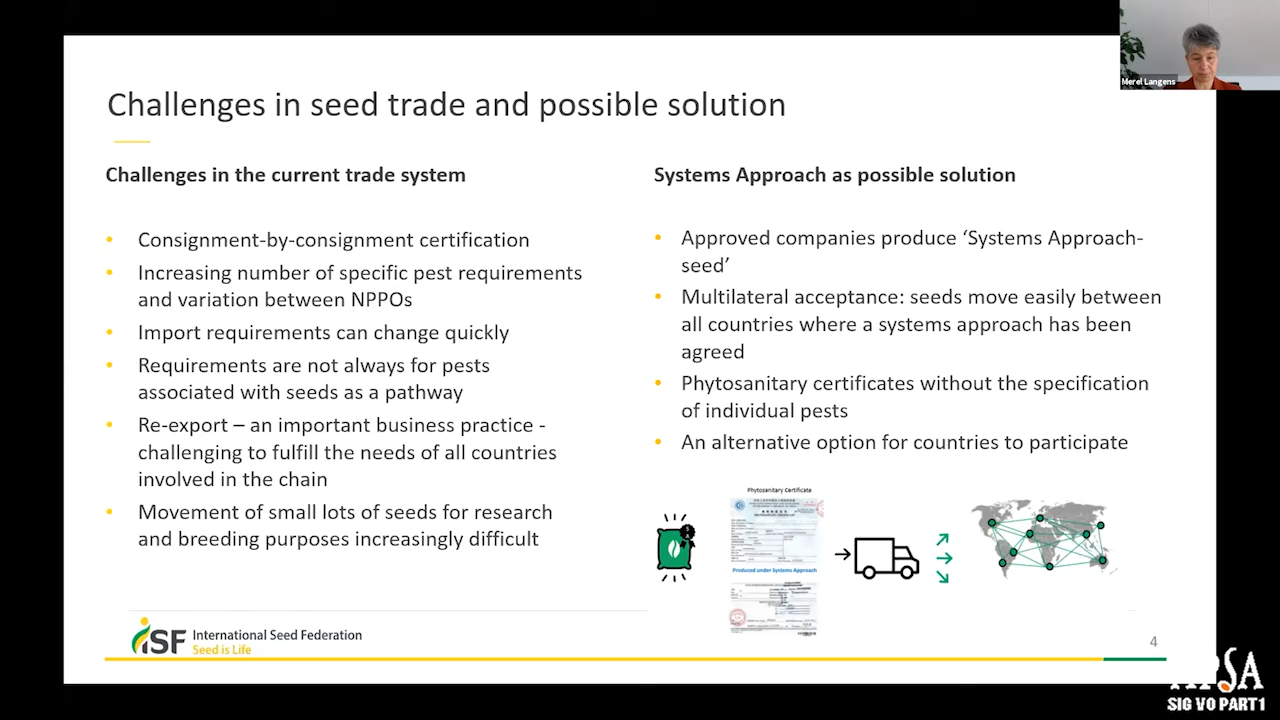 Merel Langens
Challenges in seed trade and possible solution
Challenges in the current trade system
• Consignment-by-consignment certification
• Increasing number of specific pest requirements
and variation between NPPOs
• Import requirements can change quickly
• Requirements are not always for pests
associated with seeds as a pathway
• Re-export – an important business practice -
challenging to fulfill the needs of all countries
involved in the chain
• Movement of small lots of seeds for research
and breeding purposes increasingly difficult
Systems Approach as possible solution
• Approved companies produce ‘Systems Approach-
seed’
• Multilateral acceptance: seeds move easily between
all countries where a systems approach has been
agreed
• Phytosanitary certificates without the specification
of individual pests
• An alternative option for countries to participate
Phytosanitary Certificate
Produced under Systems Approach
ISF International Seed Federation
Seed is Life
4
APSA
SIG VO PART 1